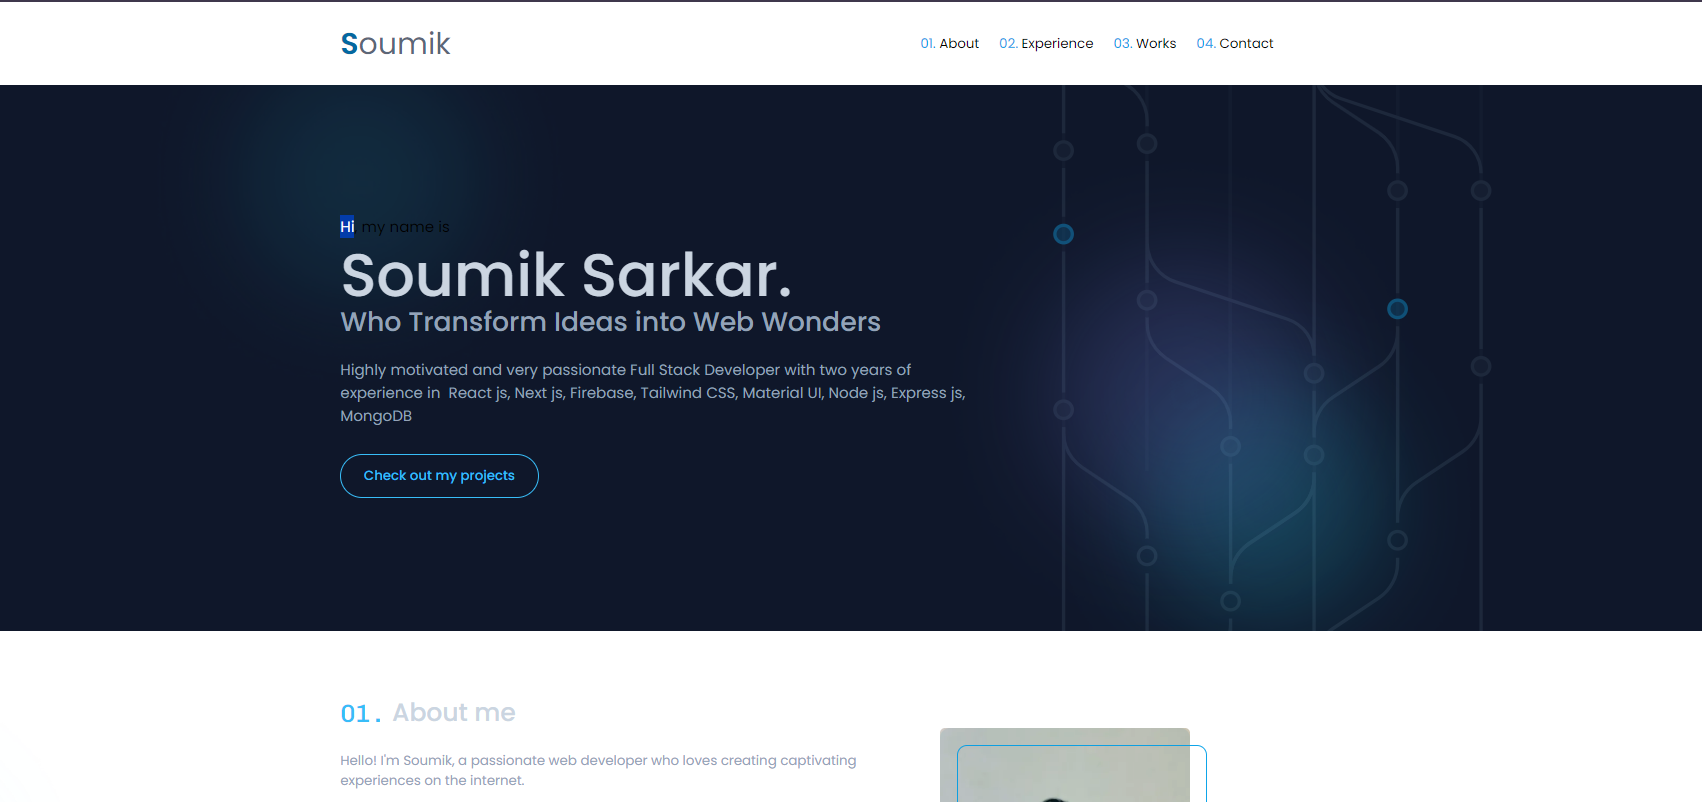 Soumik
01. About 02. Experience 03. Works 04. Contact
Hi, my name is
Soumik Sarkar.
Who Transform Ideas into Web Wonders
Highly motivated and very passionate Full Stack Developer with two years of
experience in React js, Next js, Firebase, Tailwind CSS, Material UI, Node js, Express js,
MongoDB
Check out my projects
01. About me
Hello! I'm Soumik, a passionate web developer who loves creating captivating
experiences on the internet.